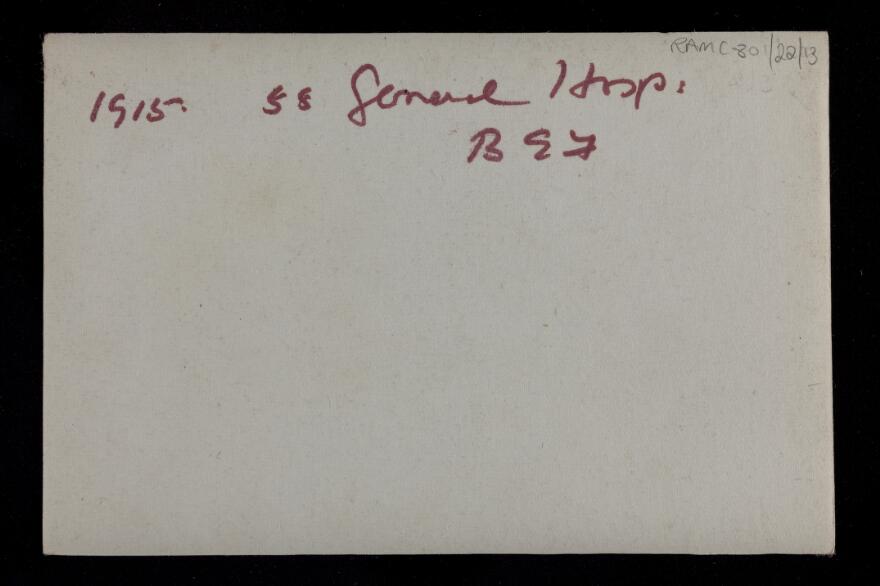 RAMC-801/22/13
1915. 58 General Hosp.
BEF